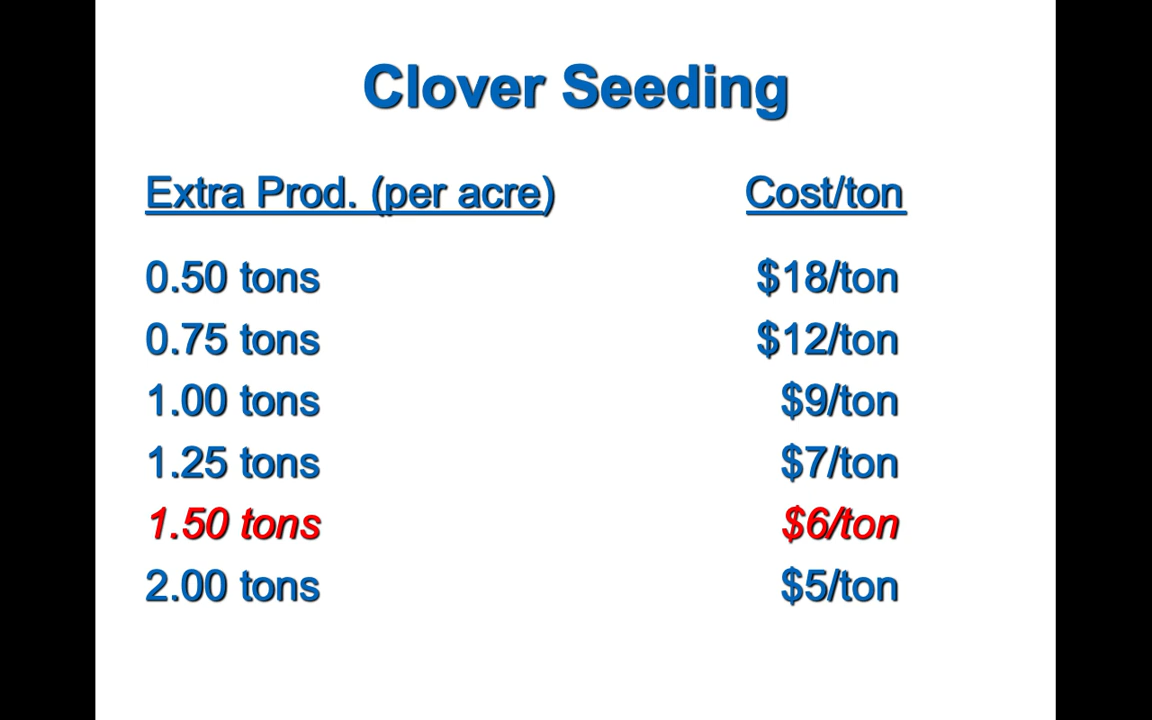 Clover Seeding
Extra Prod. (per acre) Cost/ton
0.50 tons $18/ton
0.75 tons $12/ton
1.00 tons $9/ton
1.25 tons $7/ton
1.50 tons $6/ton
2.00 tons $5/ton